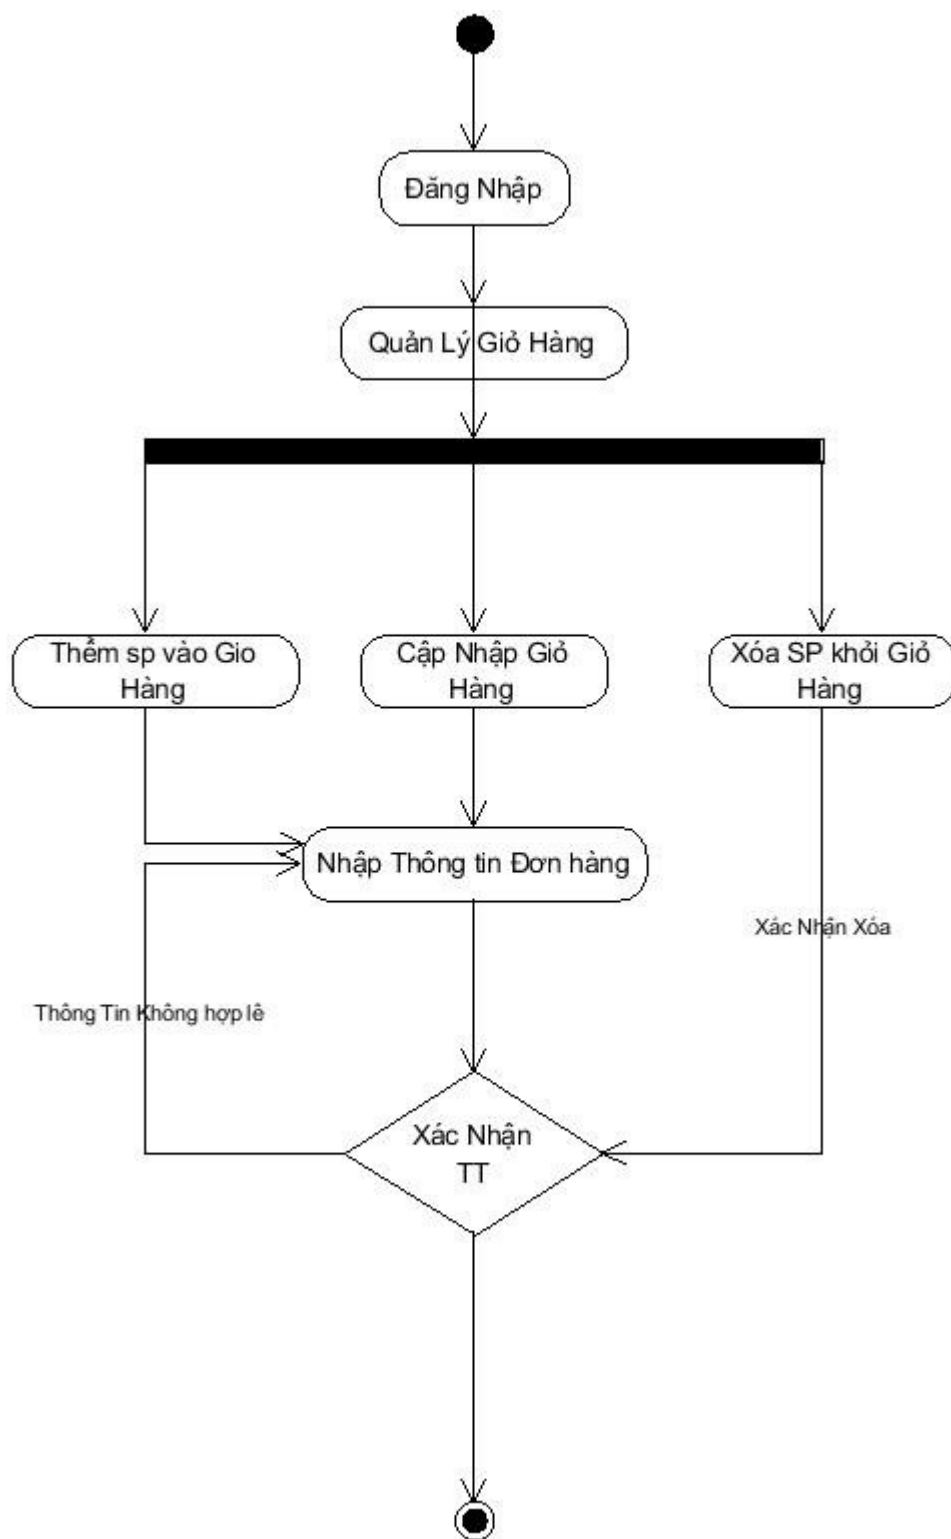 Đăng Nhập
Quản Lý Giỏ Hàng
Thểm sp vào Gio
Hàng
Cập Nhập Giỏ
Hàng
Xóa SP khỏi Giỏ
Hàng
Nhập Thông tin Đơn hàng
Xác Nhận Xóa
Thông Tin Không hợp lê
Xác Nhận
TT